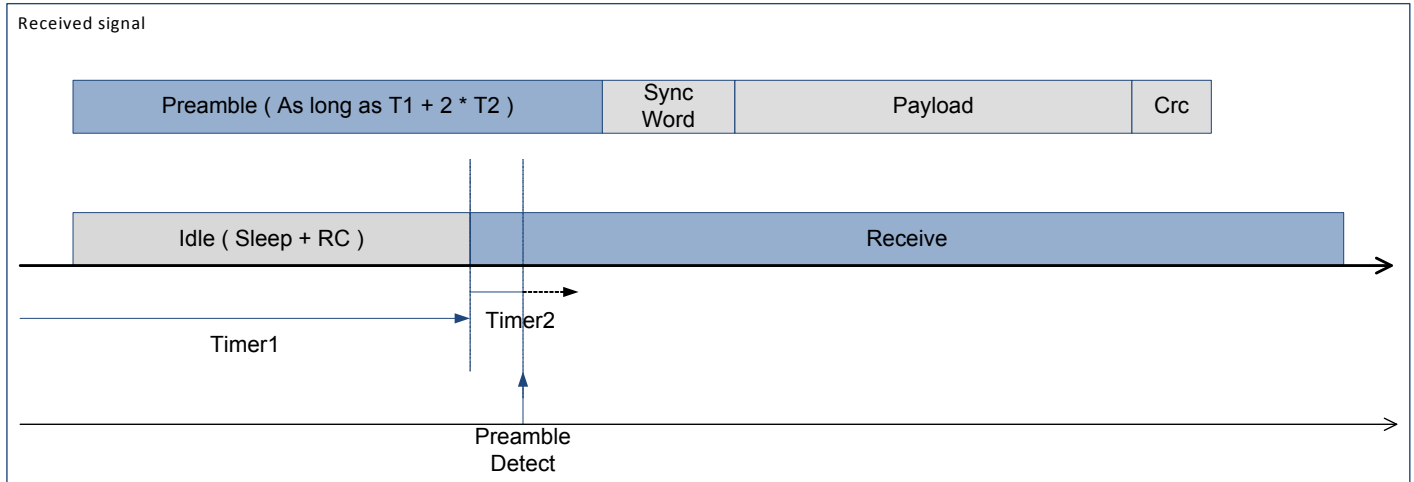 Received signal
Preamble ( As long as T1 + 2 * T2 )
Sync
Word
Payload
Crc
Idle ( Sleep + RC )
Receive
Timer2
Timer1
Preamble
Detect